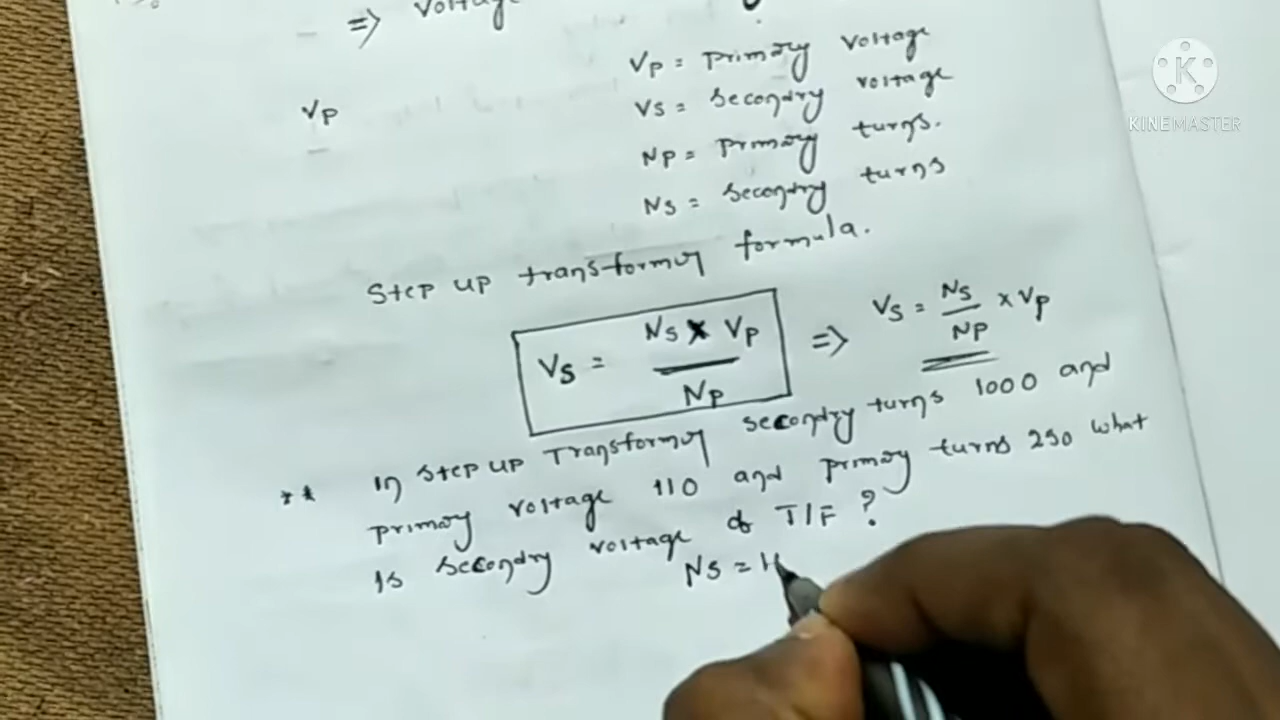 => Voltage
Vp = Primary Voltage
Vp
Vs = Secondry Voltage
Np = Primary turns.
Ns = Secondry turns
Step up transformer formula.
Vs = Ns x Vp / Np => Vs = Ns / Np x Vp
** In Step up Transformer Secondry turns 1000 and
primary voltage 110 and primary turns 250 what
is secondry voltage of T/F ?
Ns = 1
KINEMASTER